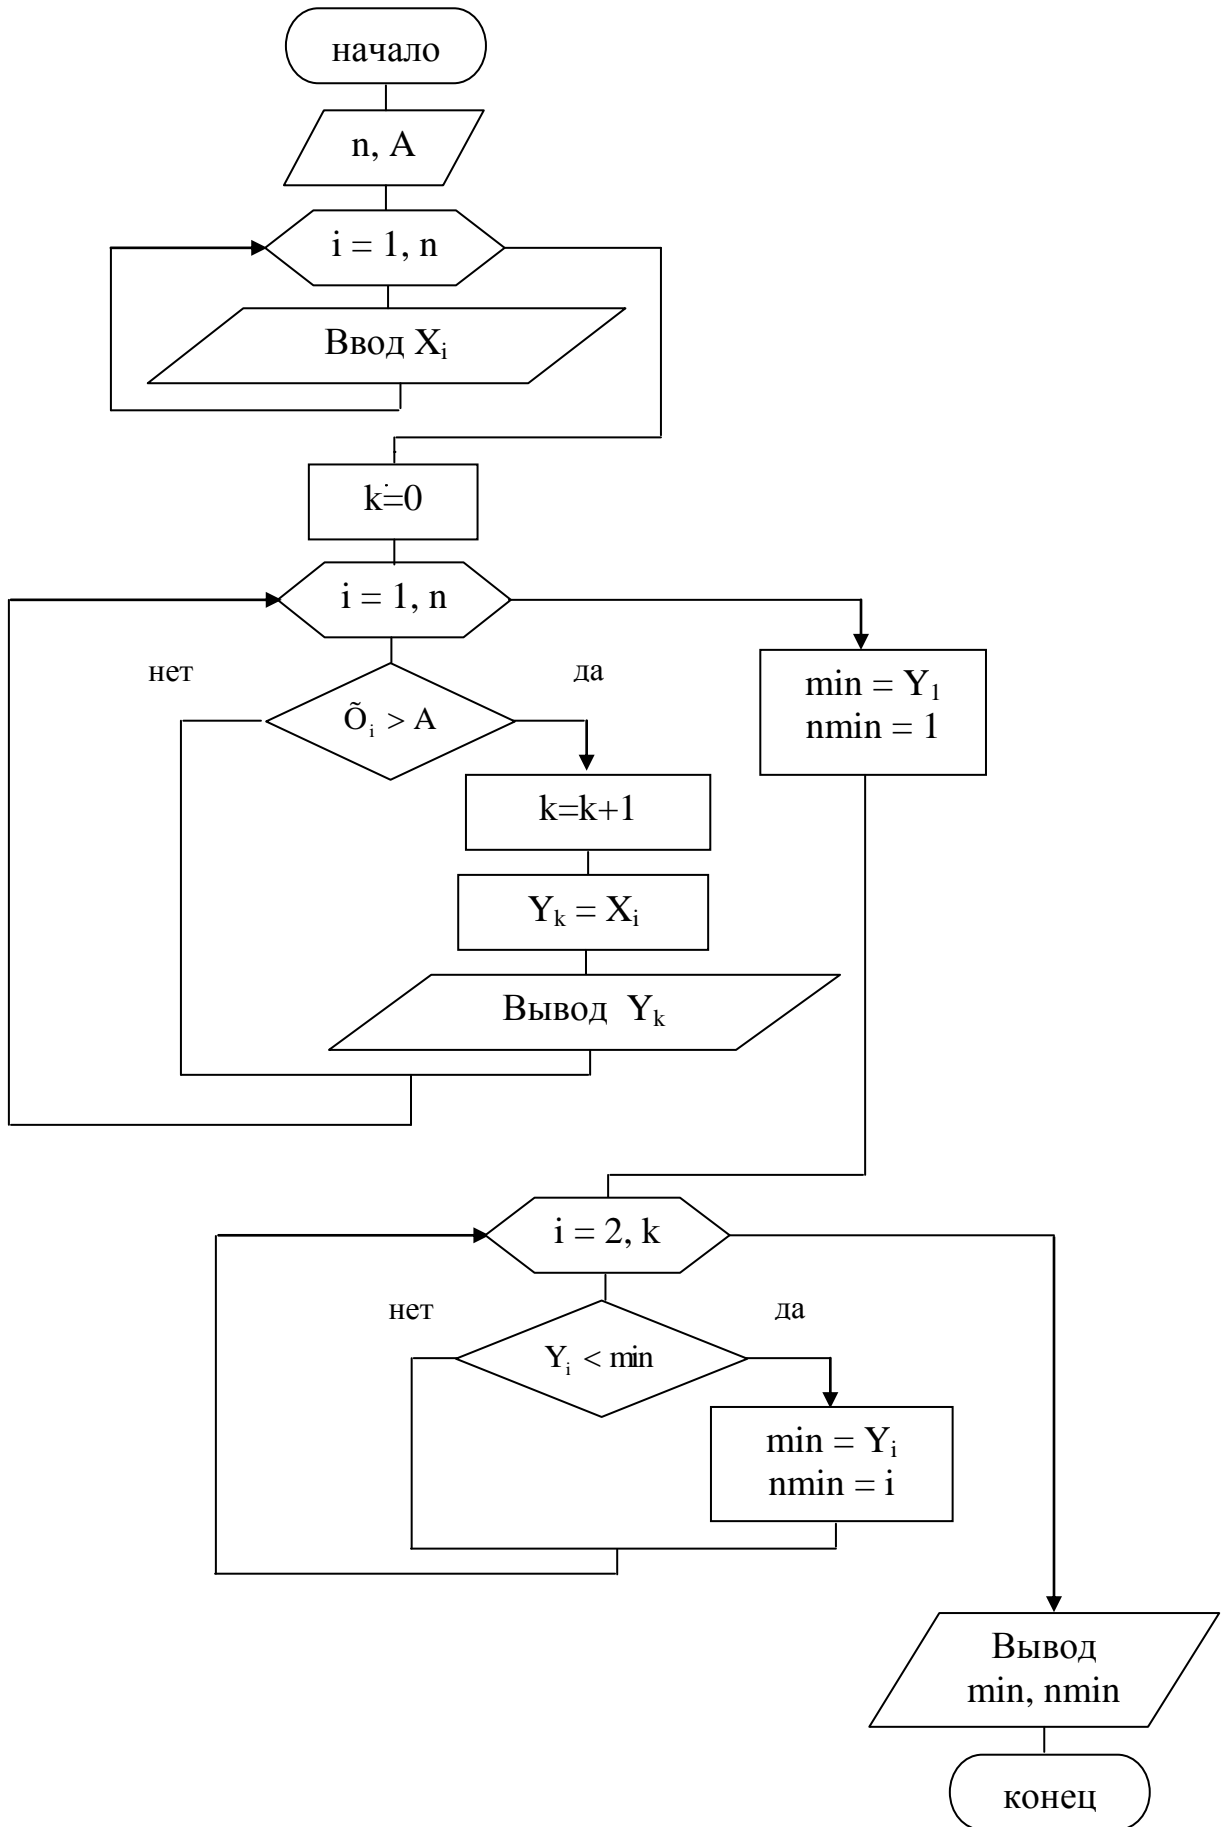 начало
n, A
i = 1, n
Ввод Xᵢ
k=0
i = 1, n
нет
да
Õᵢ > A
min = Y₁
nmin = 1
k=k+1
Yₖ = Xᵢ
Вывод Yₖ
i = 2, k
нет
да
Yᵢ < min
min = Yᵢ
nmin = i
Вывод
min, nmin
конец